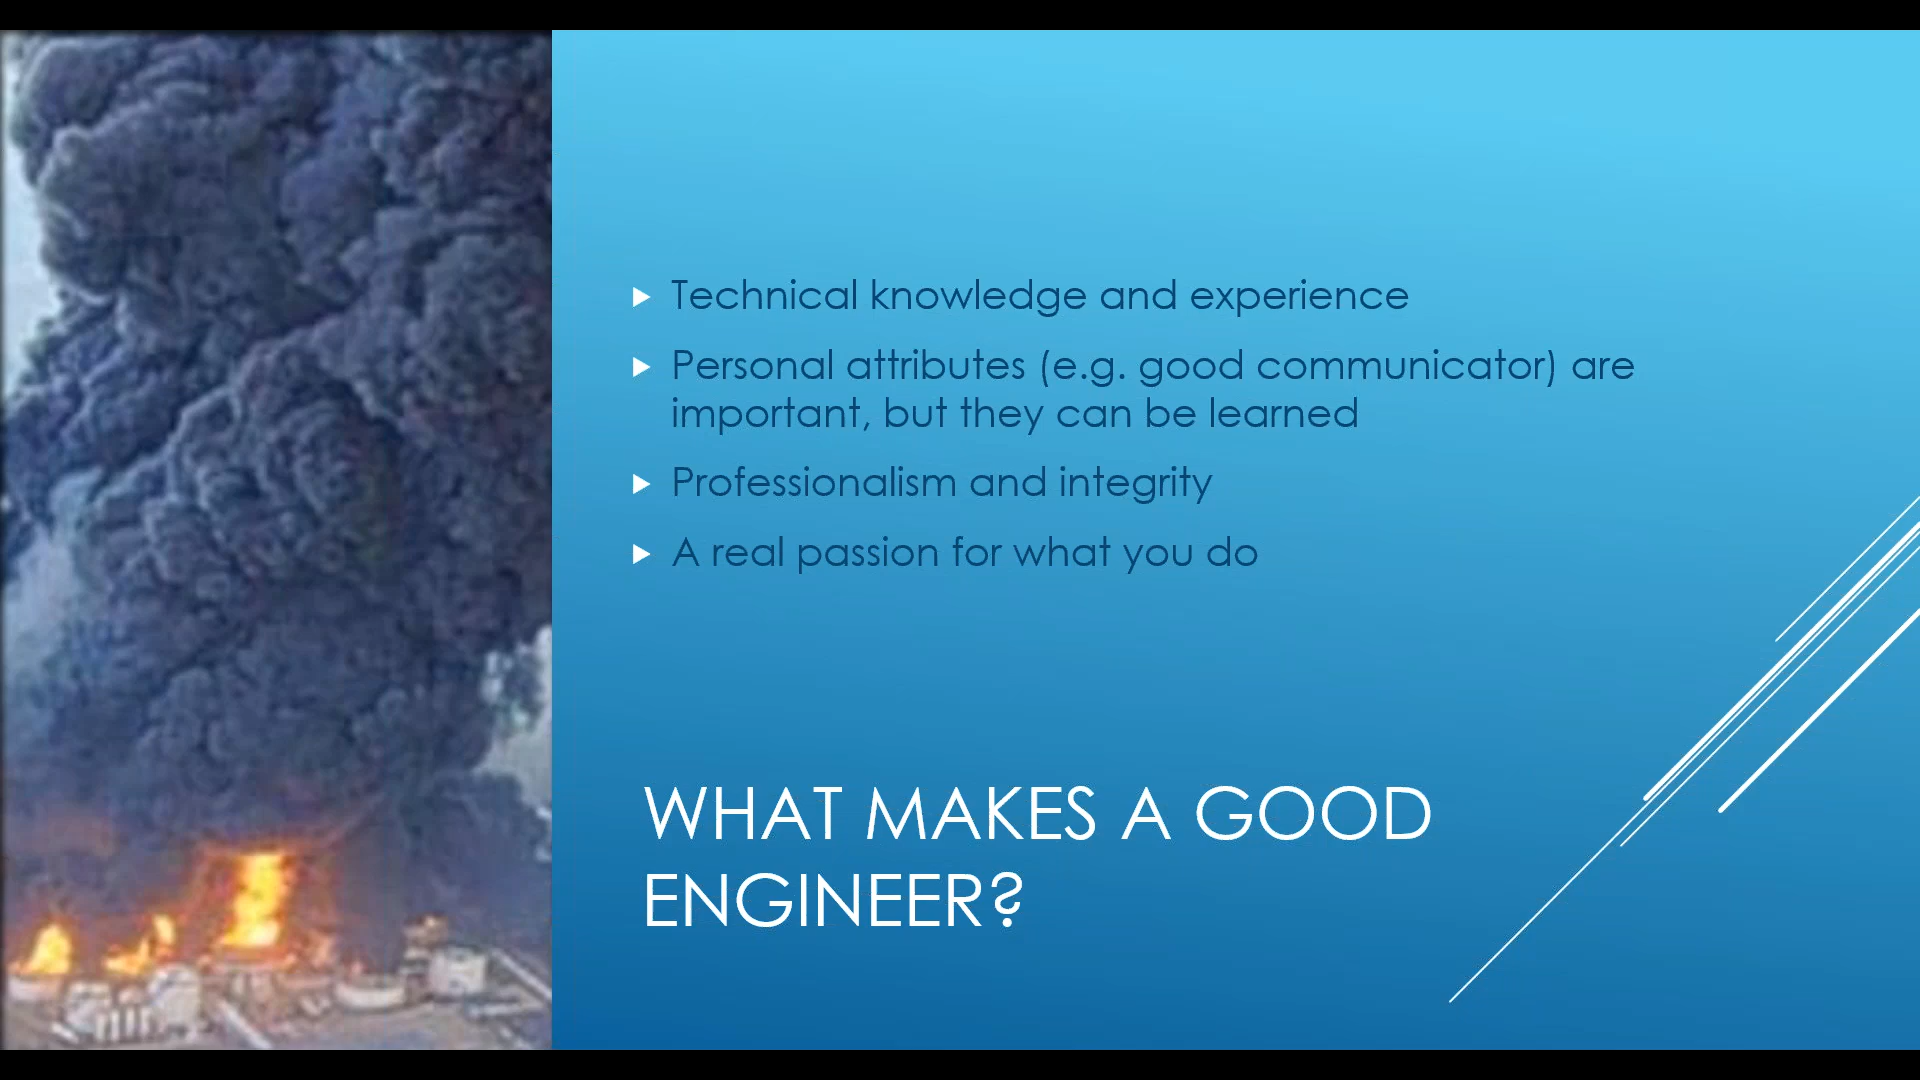 Technical knowledge and experience
Personal attributes (e.g. good communicator) are
important, but they can be learned
Professionalism and integrity
A real passion for what you do
WHAT MAKES A GOOD
ENGINEER?